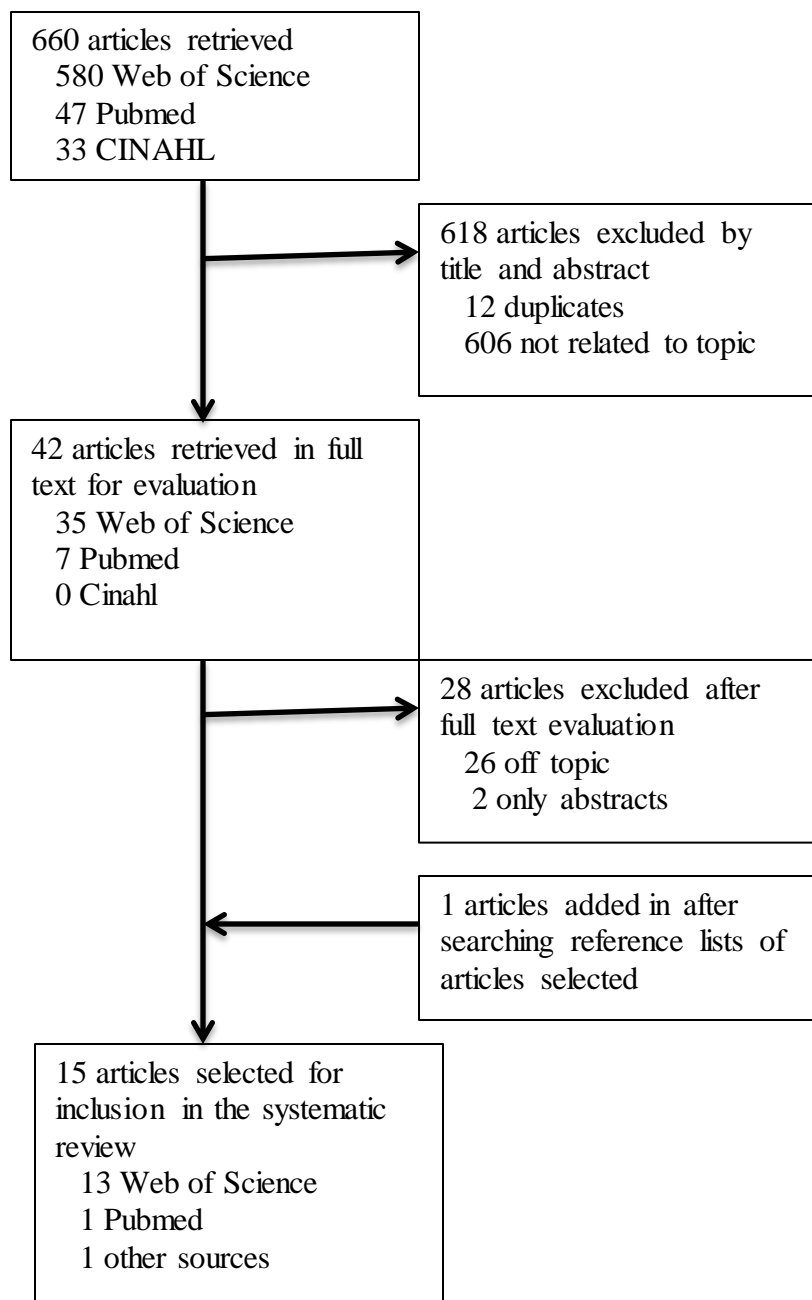 660 articles retrieved
580 Web of Science
47 Pubmed
33 CINAHL
618 articles excluded by
title and abstract
12 duplicates
606 not related to topic
42 articles retrieved in full
text for evaluation
35 Web of Science
7 Pubmed
0 Cinahl
28 articles excluded after
full text evaluation
26 off topic
2 only abstracts
1 articles added in after
searching reference lists of
articles selected
15 articles selected for
inclusion in the systematic
review
13 Web of Science
1 Pubmed
1 other sources